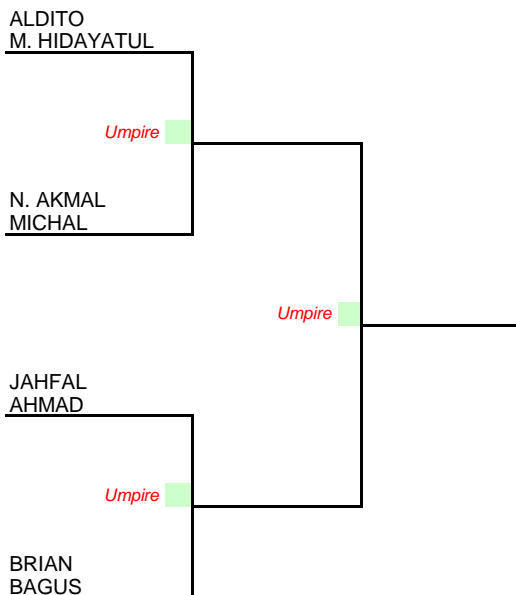 ALDITO
M. HIDAYATUL
Umpire
N. AKMAL
MICHAL
Umpire
JAHFAL
AHMAD
Umpire
BRIAN
BAGUS